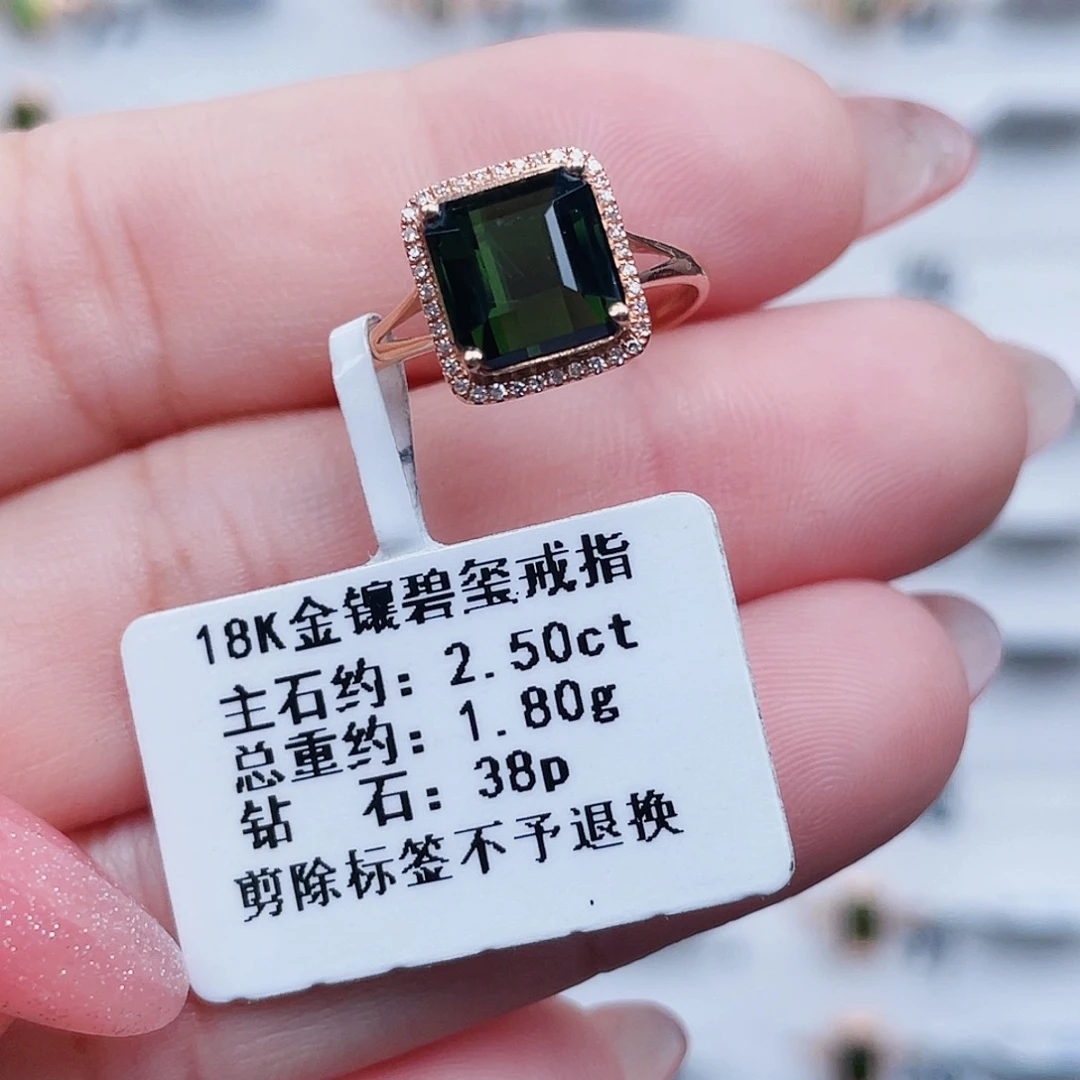 18K金镶碧玺戒指
主石约：2.50ct
总重约：1.80g
钻 石：38p
剪除标签不予退换